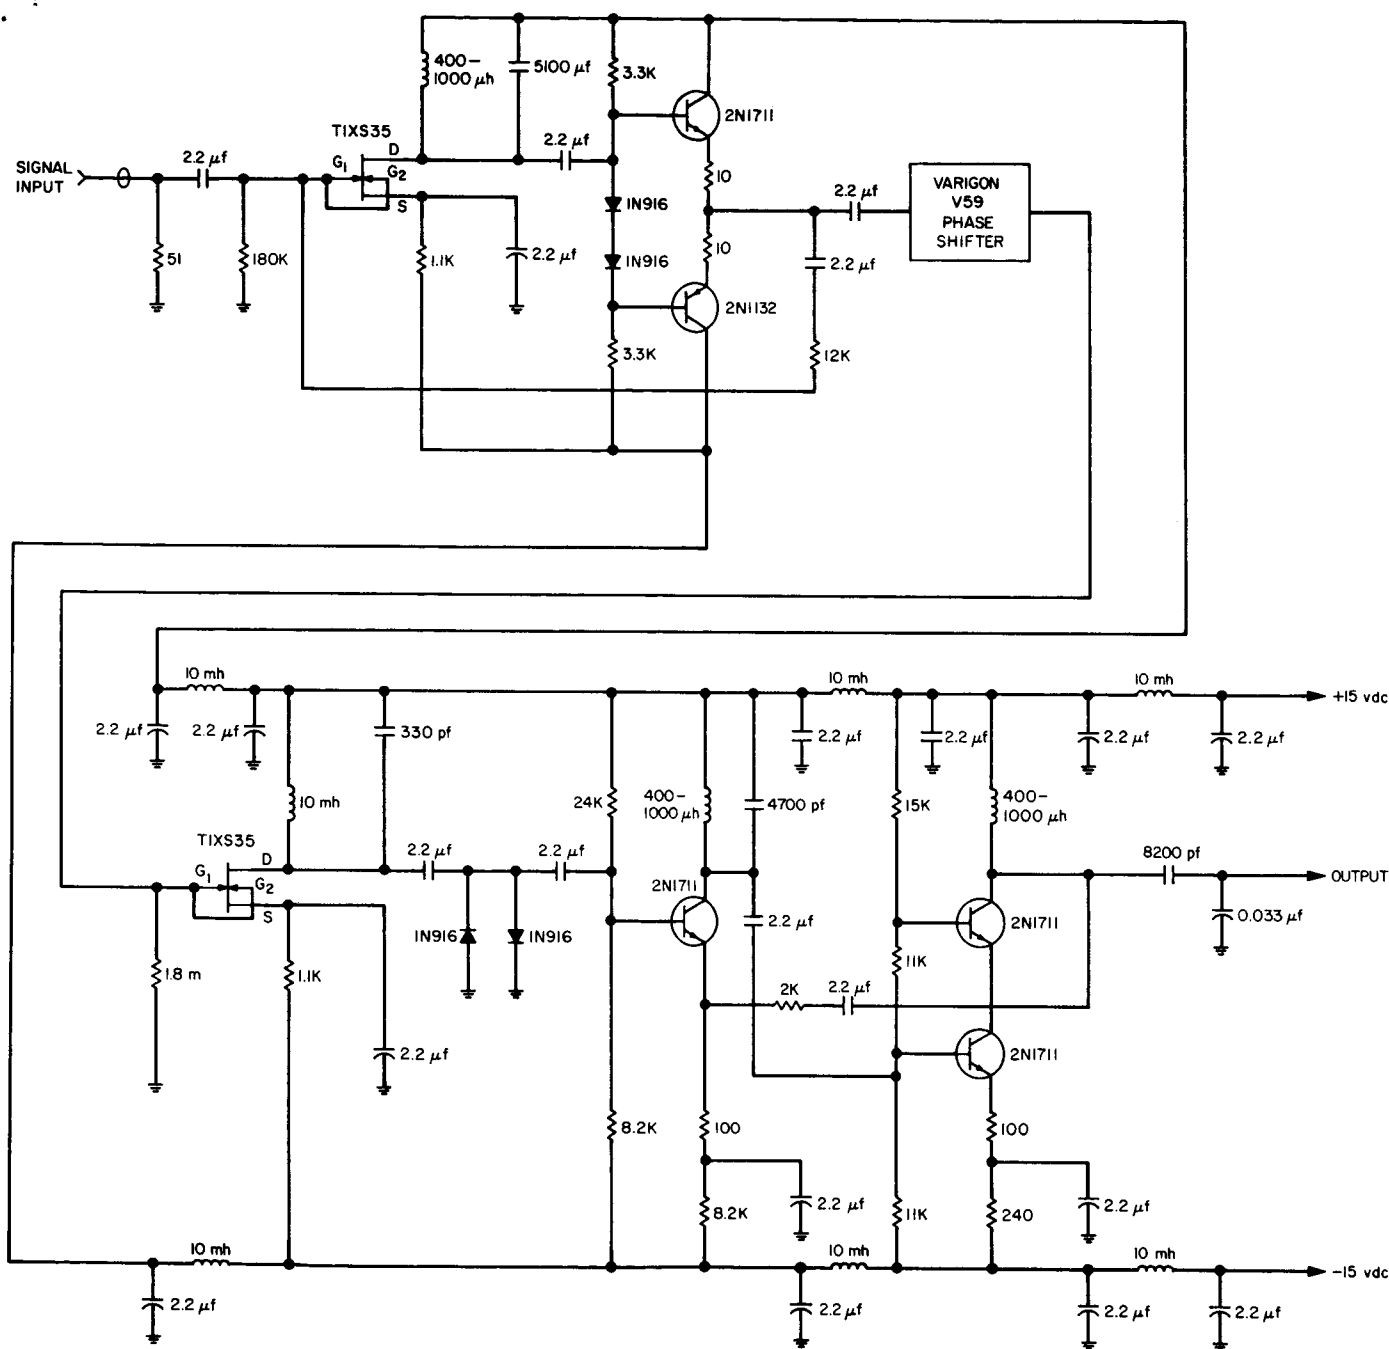 400–
1000 μh
5100 μf
3.3K
2N1711
TIXS35
D
2.2 μf
SIGNAL
INPUT
2.2 μf
G1
G2
S
10
1N916
2.2 μf
VARIGON
V59
PHASE
SHIFTER
51
180K
1.1K
2.2 μf
1N916
10
2.2 μf
2N1132
3.3K
12K
10 mh
10 mh
10 mh
+15 vdc
2.2 μf
2.2 μf
330 pf
2.2 μf
2.2 μf
2.2 μf
2.2 μf
10 mh
24K
400–
1000 μh
4700 pf
15K
400–
1000 μh
TIXS35
D
2.2 μf
2.2 μf
8200 pf
G1
G2
S
2N1711
OUTPUT
1N916
1N916
2.2 μf
2N1711
0.033 μf
1.8 m
1.1K
11K
2K
2.2 μf
2.2 μf
2N1711
8.2K
100
100
8.2K
2.2 μf
11K
240
2.2 μf
10 mh
10 mh
10 mh
-15 vdc
2.2 μf
2.2 μf
2.2 μf
2.2 μf